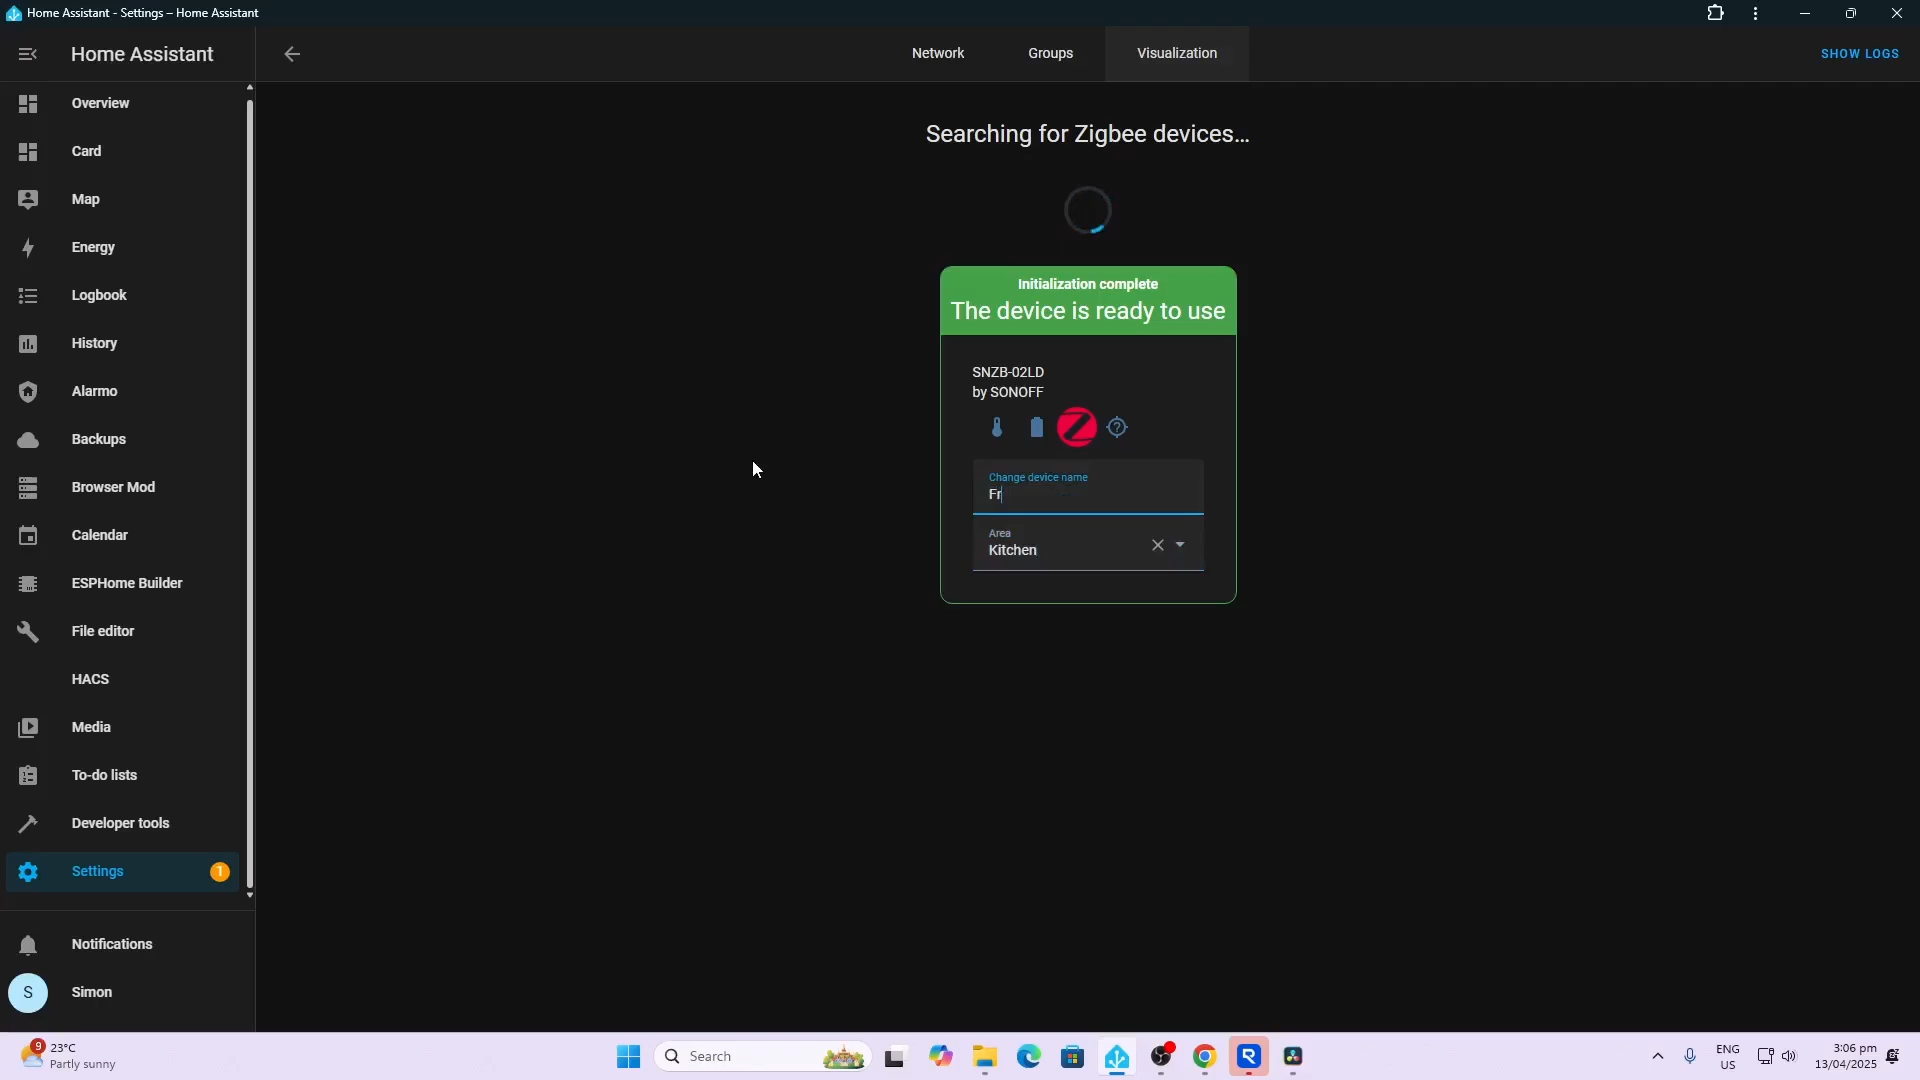 Home Assistant - Settings – Home Assistant
Home Assistant
Network
Groups
Visualization
SHOW LOGS
Overview
Card
Map
Energy
Logbook
History
Alarmo
Backups
Browser Mod
Calendar
ESPHome Builder
File editor
HACS
Media
To-do lists
Developer tools
Settings
1
Notifications
S
Simon
Searching for Zigbee devices…
Initialization complete
The device is ready to use
SNZB-02LD
by SONOFF
Change device name
Fr
Area
Kitchen
9
23°C
Partly sunny
Search
ENG
US
3:06 pm
13/04/2025